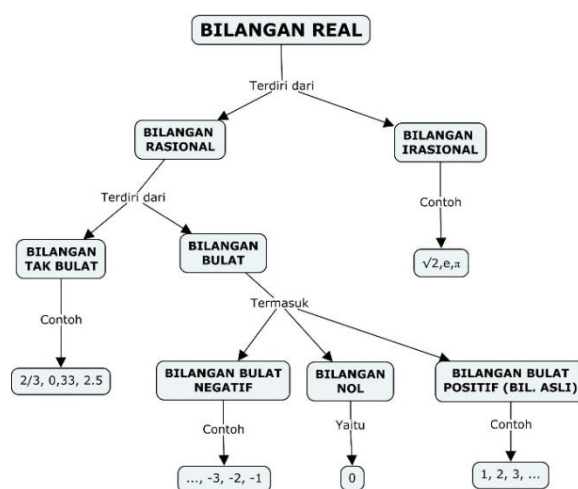 BILANGAN REAL
Terdiri dari
BILANGAN
RASIONAL
BILANGAN
IRASIONAL
Terdiri dari
Contoh
BILANGAN
TAK BULAT
BILANGAN
BULAT
√2,e,π
Contoh
Termasuk
2/3, 0,33, 2.5
BILANGAN BULAT
NEGATIF
BILANGAN
NOL
BILANGAN BULAT
POSITIF (BIL. ASLI)
Contoh
Yaitu
Contoh
..., -3, -2, -1
0
1, 2, 3, ...